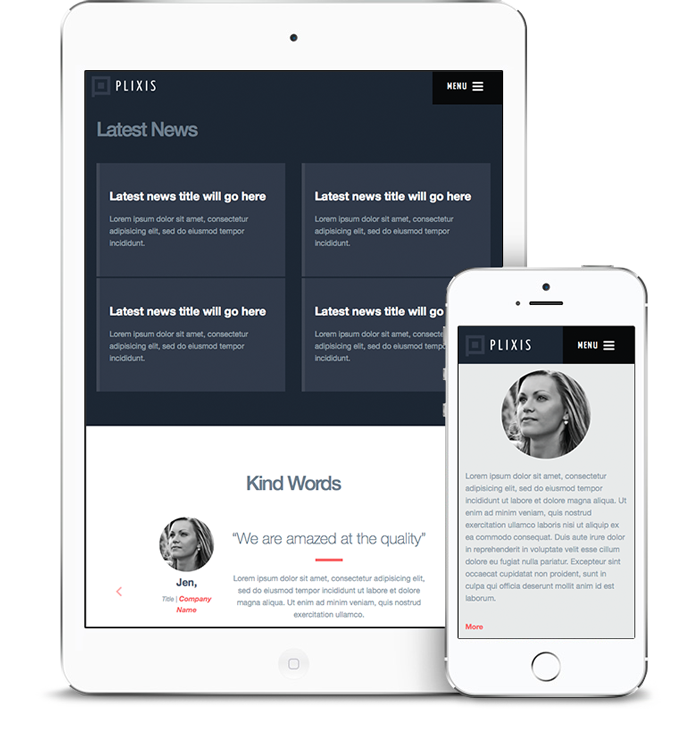 PLIXIS
MENU
Latest News
Latest news title will go here
Lorem ipsum dolor sit amet, consectetur
adipisicing elit, sed do eiusmod tempor
incididunt.
Latest news title will go here
Lorem ipsum dolor sit amet, consectetur
adipisicing elit, sed do eiusmod tempor
incididunt.
Latest news title will go here
Lorem ipsum dolor sit amet, consectetur
adipisicing elit, sed do eiusmod tempor
incididunt.
Latest news title will go
Lorem ipsum dolor sit amet,
adipisicing elit, sed do eiusmod
incididunt.
Kind Words
“We are amazed at the quality”
Jen,
Title | Company
Name
Lorem ipsum dolor sit amet, consectetur adipisicing elit,
sed do eiusmod tempor incididunt ut labore et dolore
magna aliqua. Ut enim ad minim veniam, quis nostrud
exercitation ullamco.
PLIXIS
MENU
Lorem ipsum dolor sit amet, consectetur
adipisicing elit, sed do eiusmod tempor
incididunt ut labore et dolore magna aliqua. Ut
enim ad minim veniam, quis nostrud
exercitation ullamco laboris nisi ut aliquip ex
ea commodo consequat. Duis aute irure dolor
in reprehenderit in voluptate velit esse cillum
dolore eu fugiat nulla pariatur. Excepteur sint
occaecat cupidatat non proident, sunt in
culpa qui officia deserunt mollit anim id est
laborum.
More